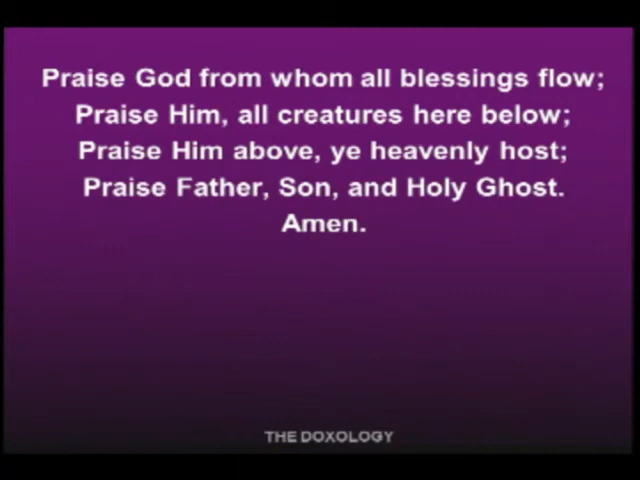 Praise God from whom all blessings flow;
Praise Him, all creatures here below;
Praise Him above, ye heavenly host;
Praise Father, Son, and Holy Ghost.
Amen.
THE DOXOLOGY